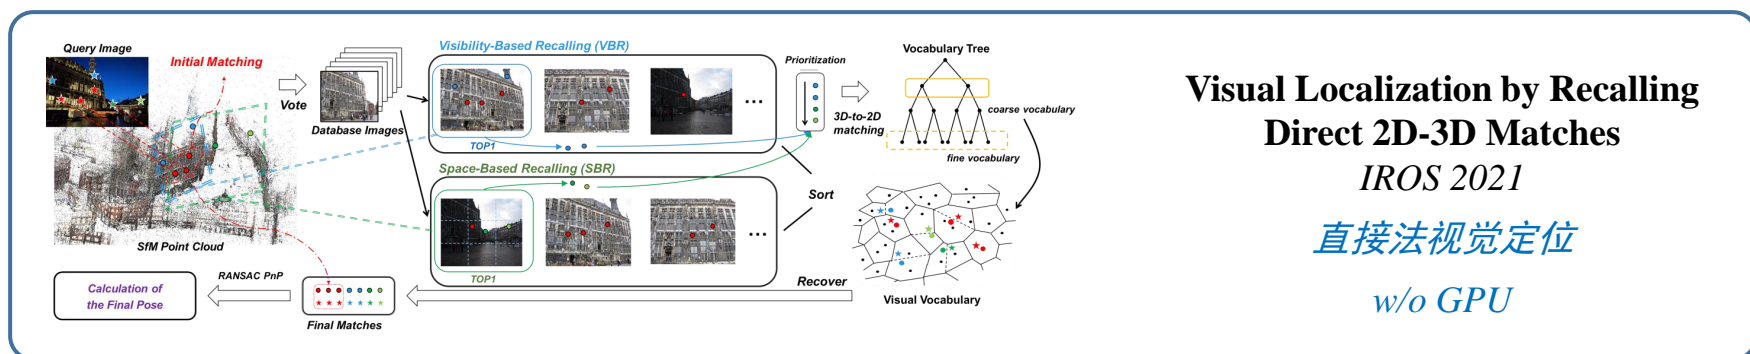 Query Image
Initial Matching
Vote
Database Images
SfM Point Cloud
Visibility-Based Recalling (VBR)
...
TOP1
Space-Based Recalling (SBR)
...
TOP1
Prioritization
3D-to-2D
matching
Sort
Vocabulary Tree
coarse vocabulary
fine vocabulary
Visual Vocabulary
Recover
Final Matches
RANSAC PnP
Calculation of
the Final Pose
Visual Localization by Recalling
Direct 2D-3D Matches
IROS 2021
直接法视觉定位
w/o GPU